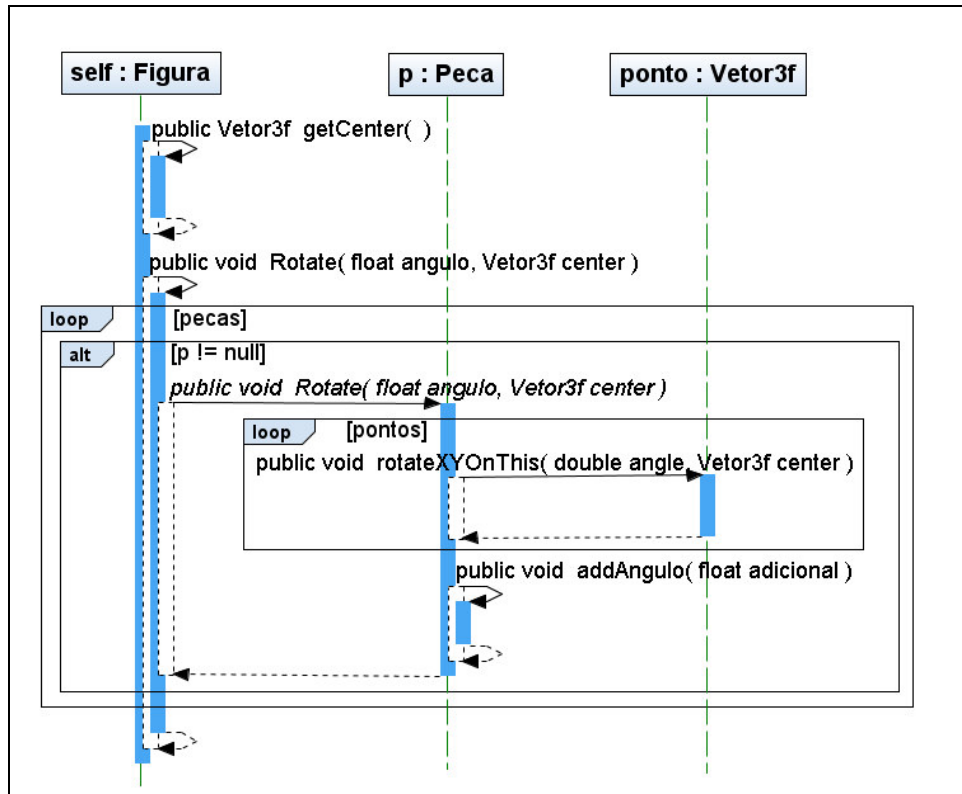 self : Figura
p : Peca
ponto : Vetor3f
public Vetor3f getCenter( )
public void Rotate( float angulo, Vetor3f center )
loop
[pecas]
alt
[p != null]
public void Rotate( float angulo, Vetor3f center )
loop
[pontos]
public void rotateXYOnThis( double angle, Vetor3f center )
public void addAngulo( float adicional )